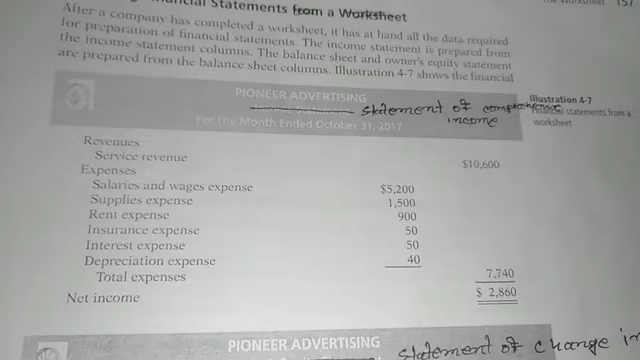 Statements from a Worksheet
157
After a company has completed a worksheet, it has at hand all the data required
for preparation of financial statements. The income statement is prepared from
the income statement columns. The balance sheet and owner's equity statement
are prepared from the balance sheet columns. Illustration 4-7 shows the financial
PIONEER ADVERTISING
statement of comprehensive
income
For the Month Ended October 31, 2017
Illustration 4-7
statements from a
worksheet
Revenues
Service revenue $10,600
Expenses
Salaries and wages expense $5,200
Supplies expense 1,500
Rent expense 900
Insurance expense 50
Interest expense 50
Depreciation expense 40
Total expenses 7,740
Net income $ 2,860
PIONEER ADVERTISING
statement of change in